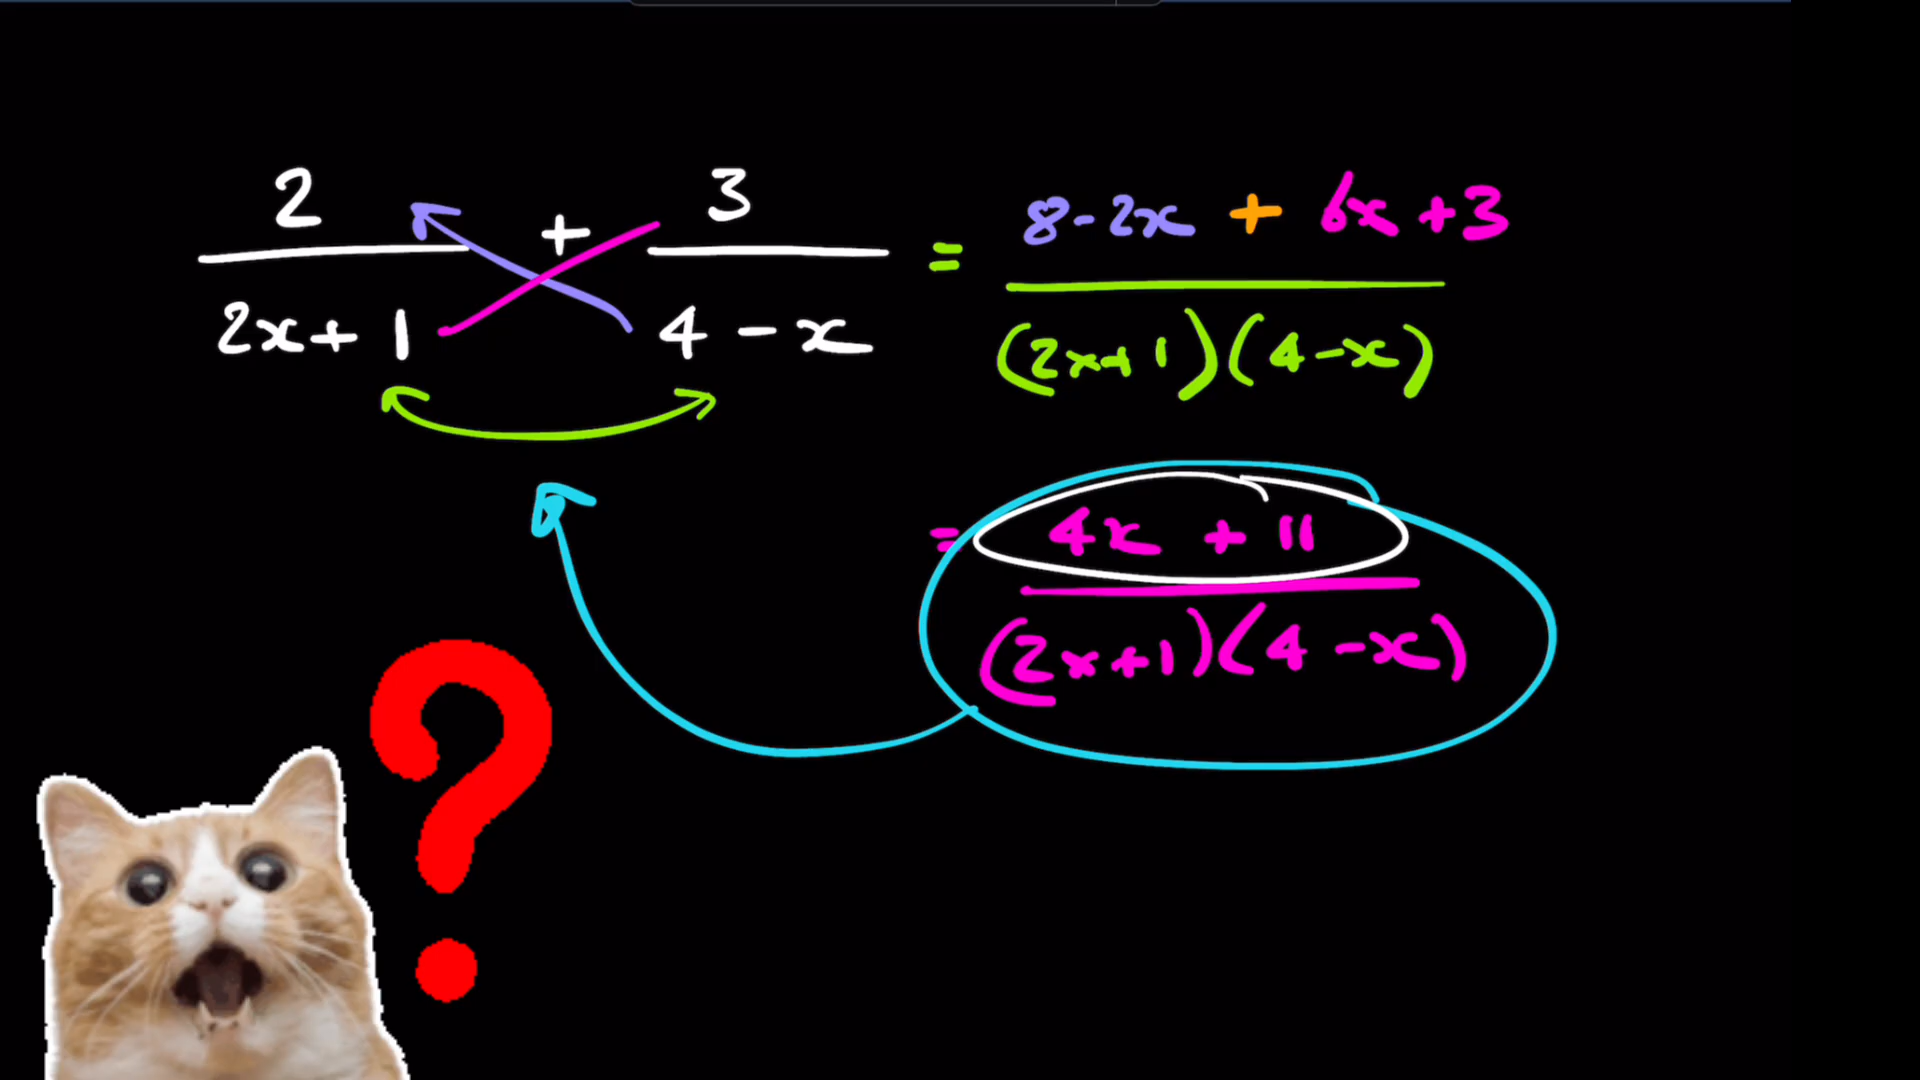 2/(2x+1) + 3/(4-x) = (8-2x + 6x+3)/((2x+1)(4-x))
= (4x + 11)/((2x+1)(4-x))
?